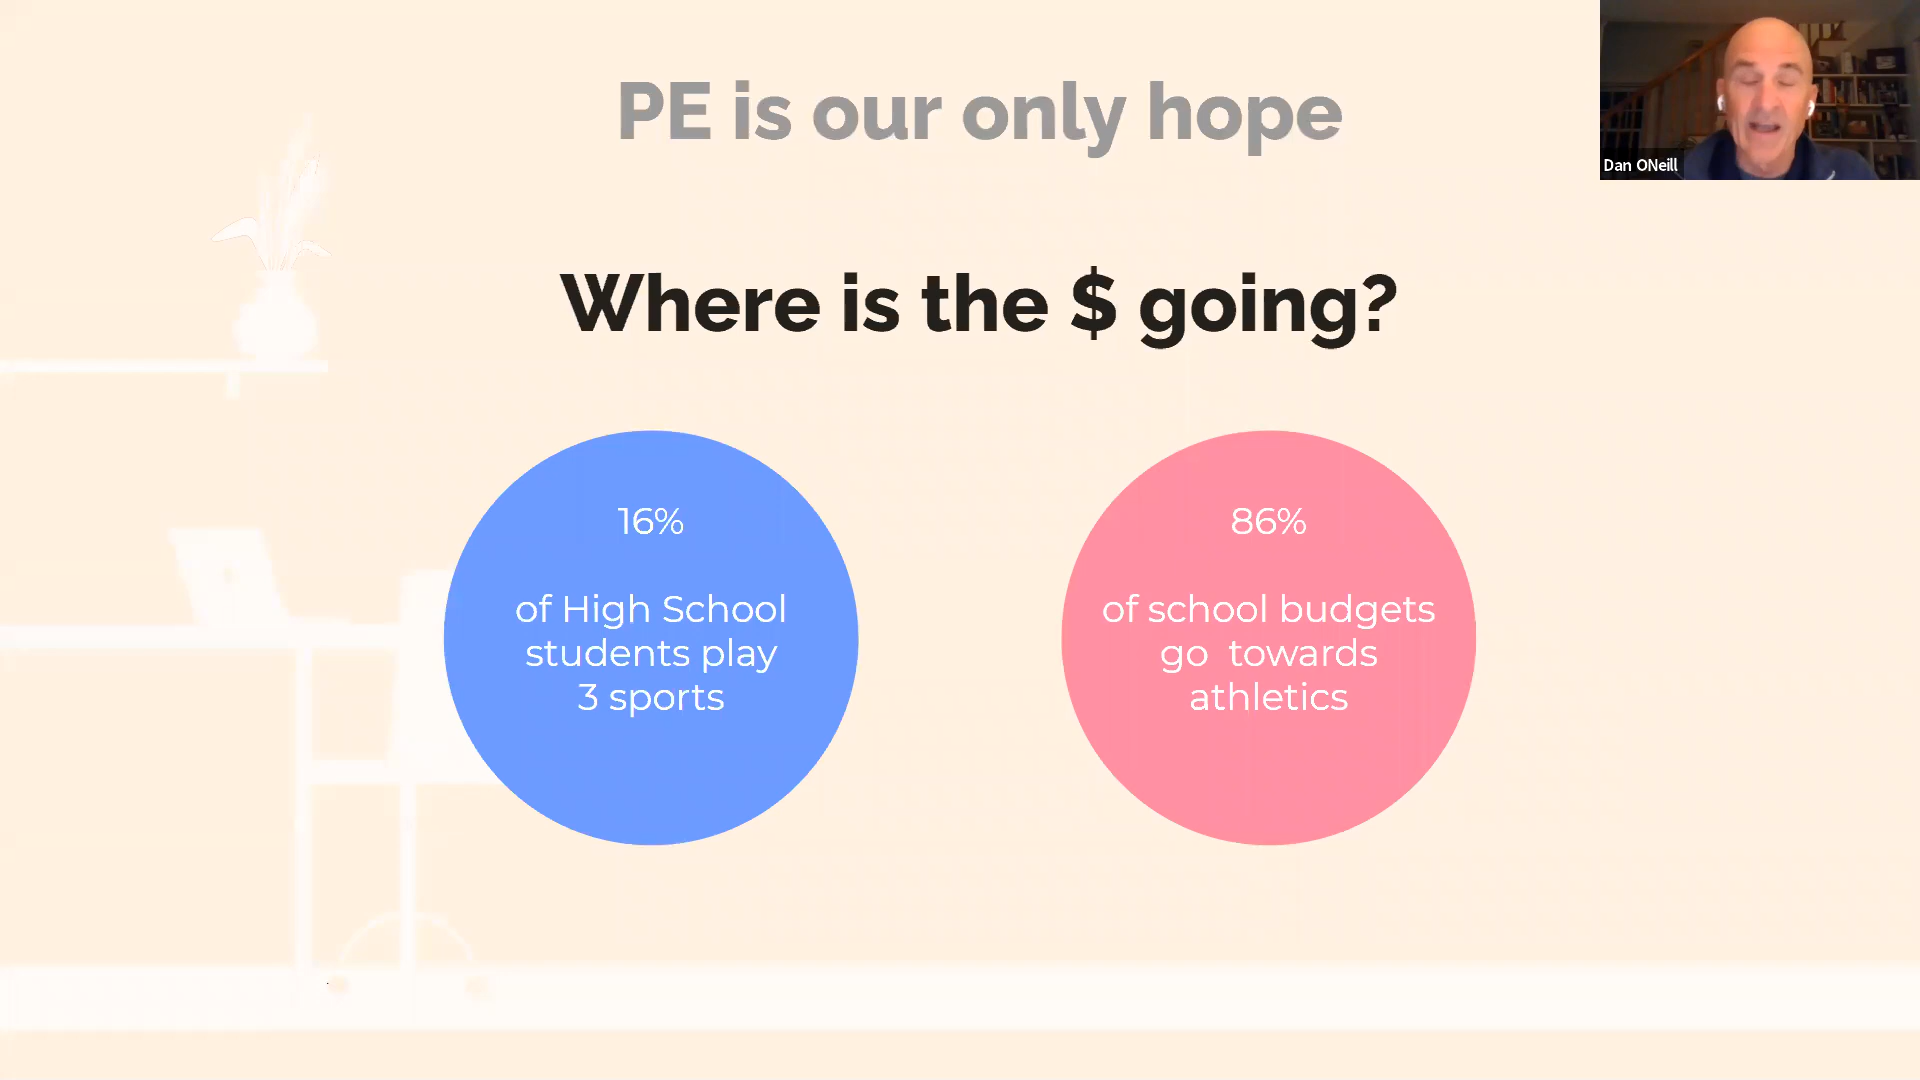 PE is our only hope
Dan ONeill
Where is the $ going?
16%
of High School
students play
3 sports
86%
of school budgets
go  towards
athletics